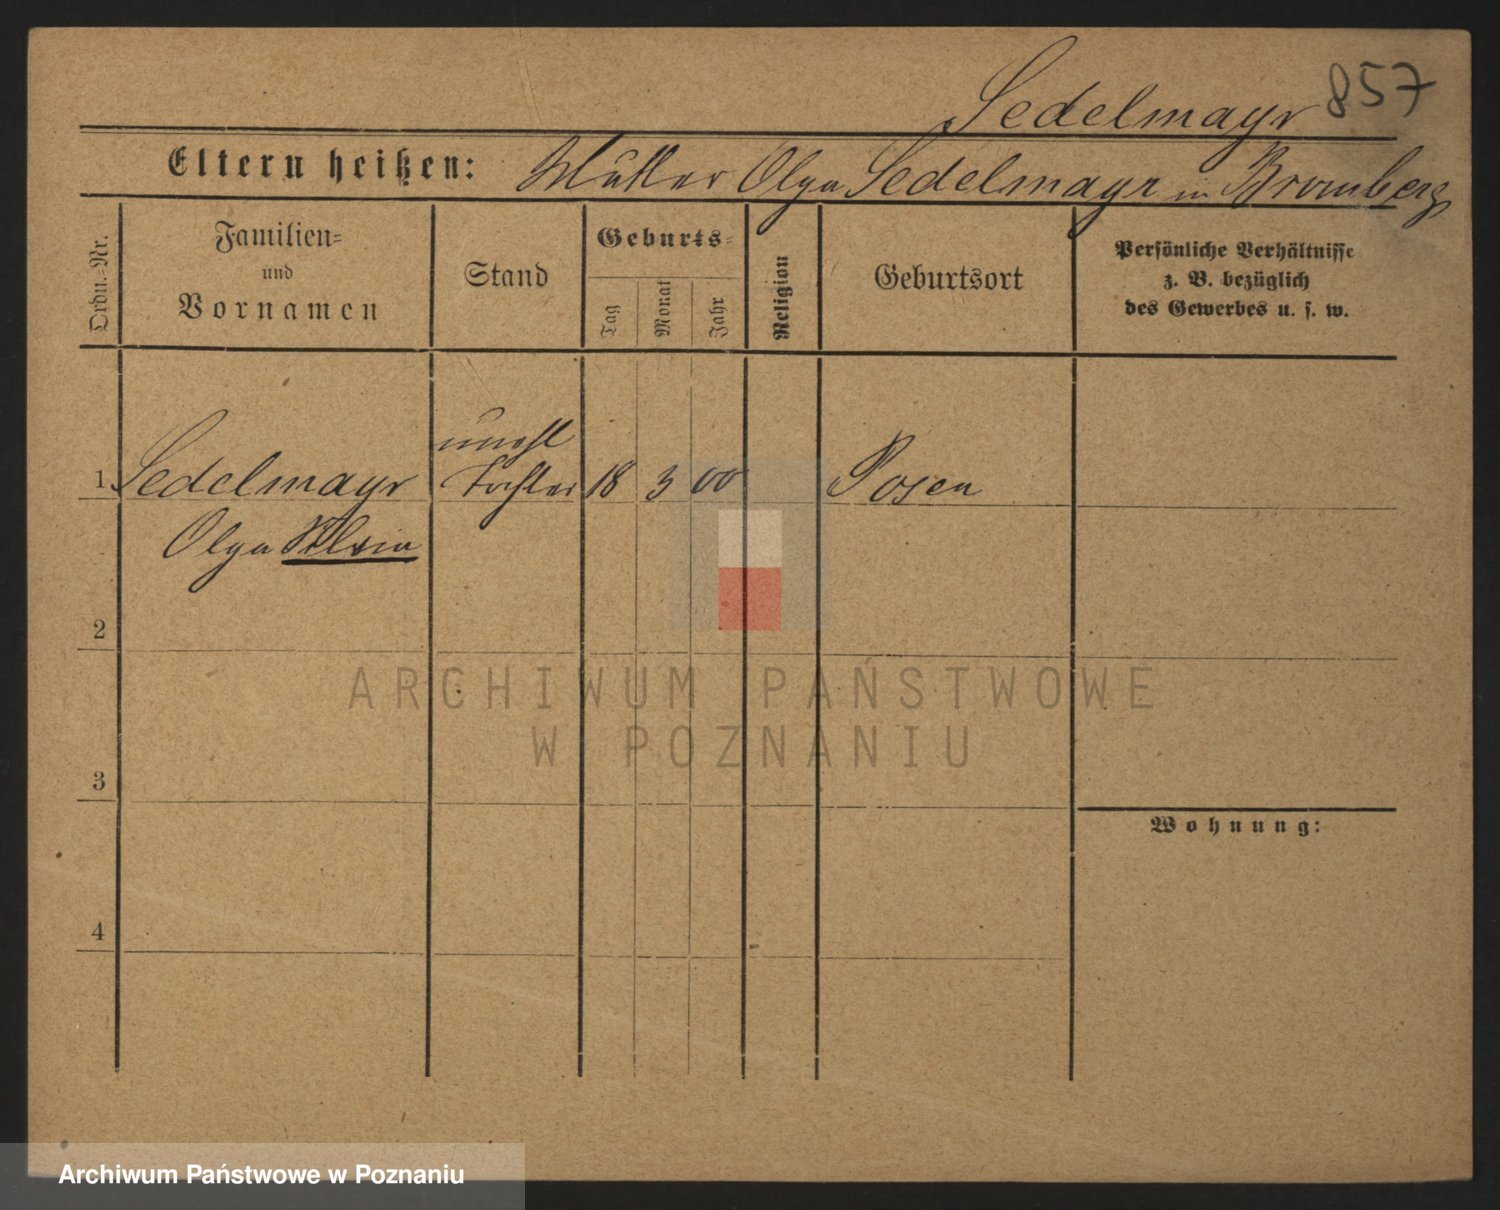 Sedelmayr 857
Eltern heißen: Mutter Olga Sedelmayr in Bromberg
Ordn.-Nr.
Familien-
und
Vornamen
Stand
Geburts-
Tag
Monat
Jahr
Religion
Geburtsort
Persönliche Verhältnisse
z. B. bezüglich
des Gewerbes u. s. w.
unehl
1 Sedelmayr Tochter 18 3 00 Posen
Olga
2
ARCHIWUM PAŃSTWOWE
W POZNANIU
3
Wohnung:
4
Archiwum Państwowe w Poznaniu